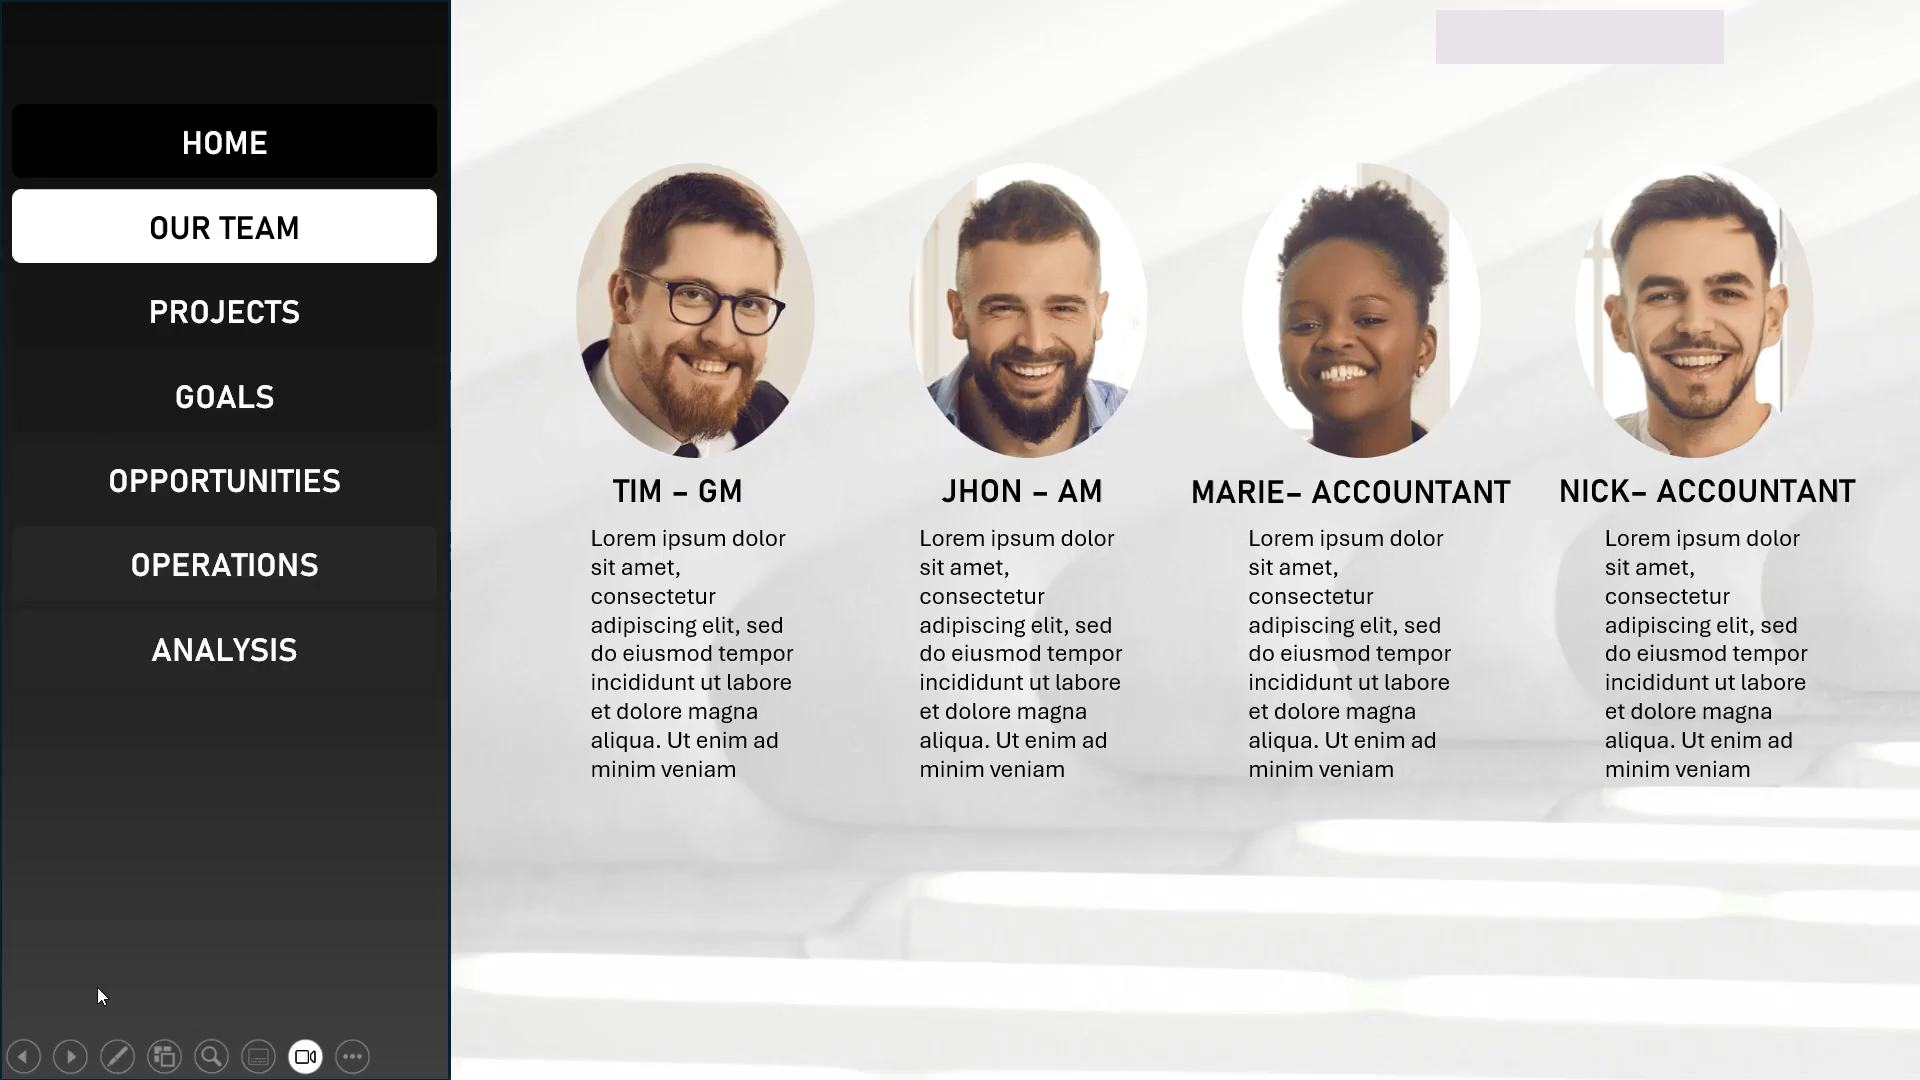 HOME
OUR TEAM
PROJECTS
GOALS
OPPORTUNITIES
OPERATIONS
ANALYSIS
TIM – GM
Lorem ipsum dolor
sit amet,
consectetur
adipiscing elit, sed
do eiusmod tempor
incididunt ut labore
et dolore magna
aliqua. Ut enim ad
minim veniam
JHON – AM
Lorem ipsum dolor
sit amet,
consectetur
adipiscing elit, sed
do eiusmod tempor
incididunt ut labore
et dolore magna
aliqua. Ut enim ad
minim veniam
MARIE– ACCOUNTANT
Lorem ipsum dolor
sit amet,
consectetur
adipiscing elit, sed
do eiusmod tempor
incididunt ut labore
et dolore magna
aliqua. Ut enim ad
minim veniam
NICK– ACCOUNTANT
Lorem ipsum dolor
sit amet,
consectetur
adipiscing elit, sed
do eiusmod tempor
incididunt ut labore
et dolore magna
aliqua. Ut enim ad
minim veniam